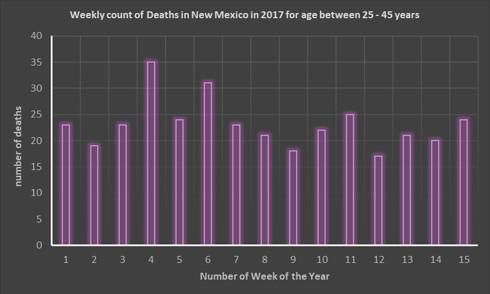 Weekly count of Deaths in New Mexico in 2017 for age between 25 - 45 years
40
35
30
25
20
15
10
5
0
number of deaths
1 2 3 4 5 6 7 8 9 10 11 12 13 14 15
Number of Week of the Year